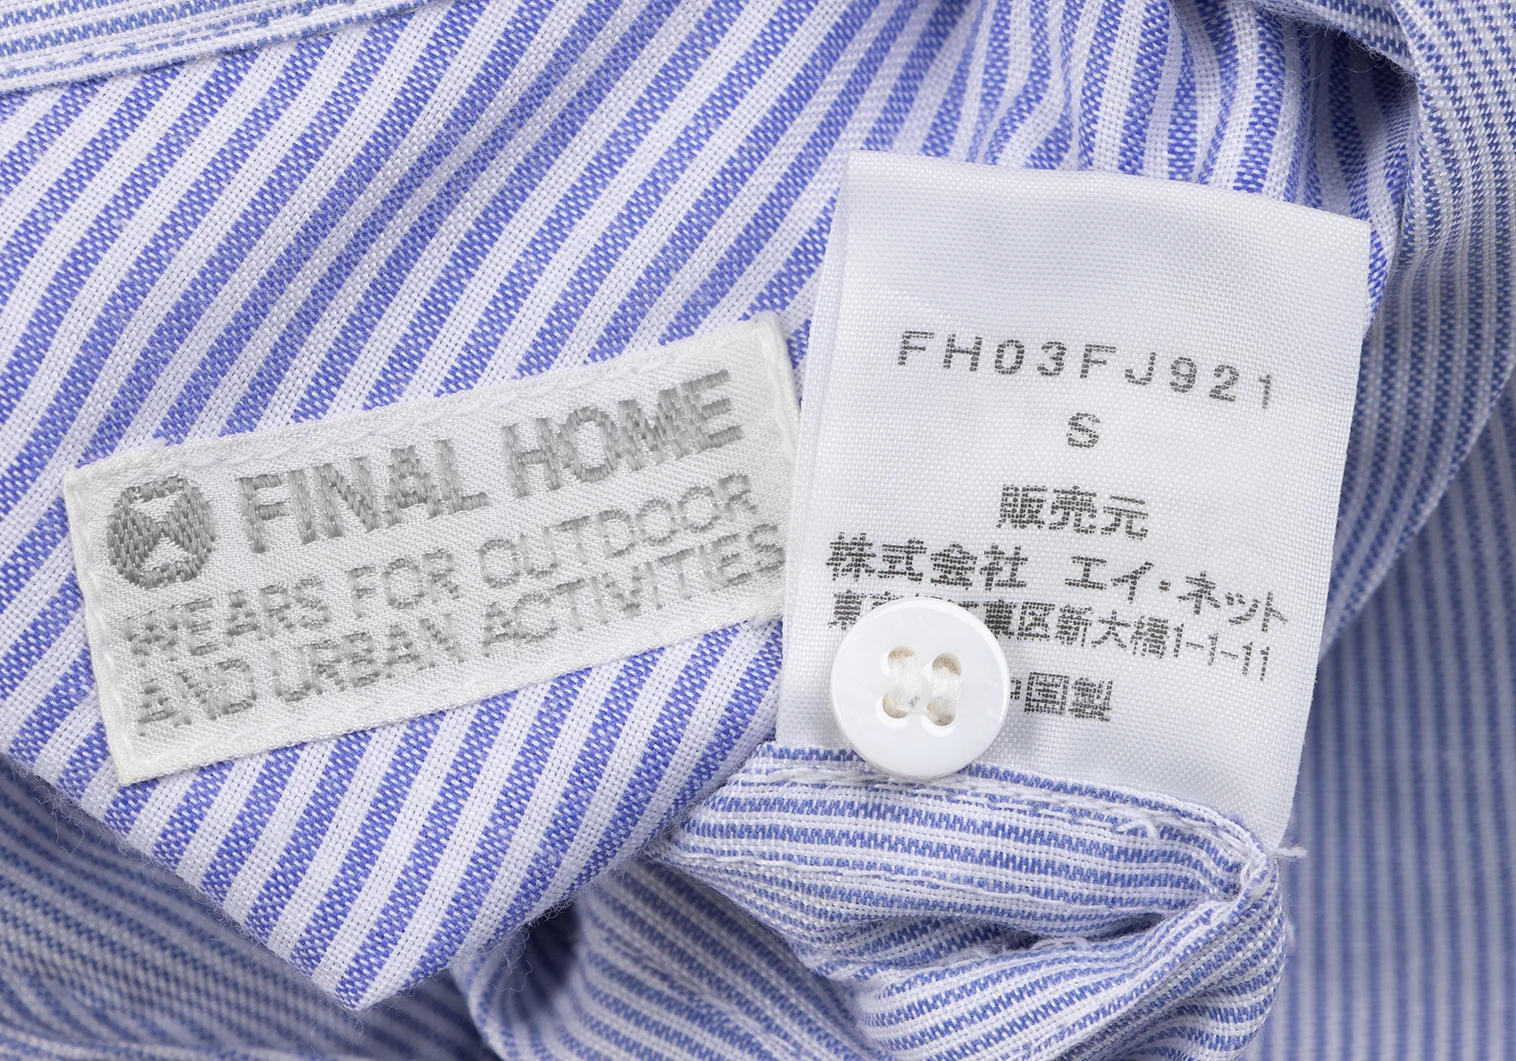 FINAL HOME
WEARS FOR OUTDOOR
AND URBAN ACTIVITIES
FH03FJ921
S
販売元
株式会社 エイ・ネット
区新大橋1-1-11
国製